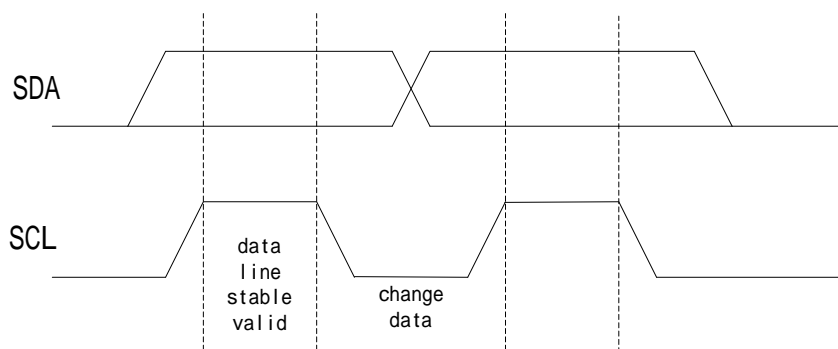 SDA
SCL
data
line
stable
valid
change
data